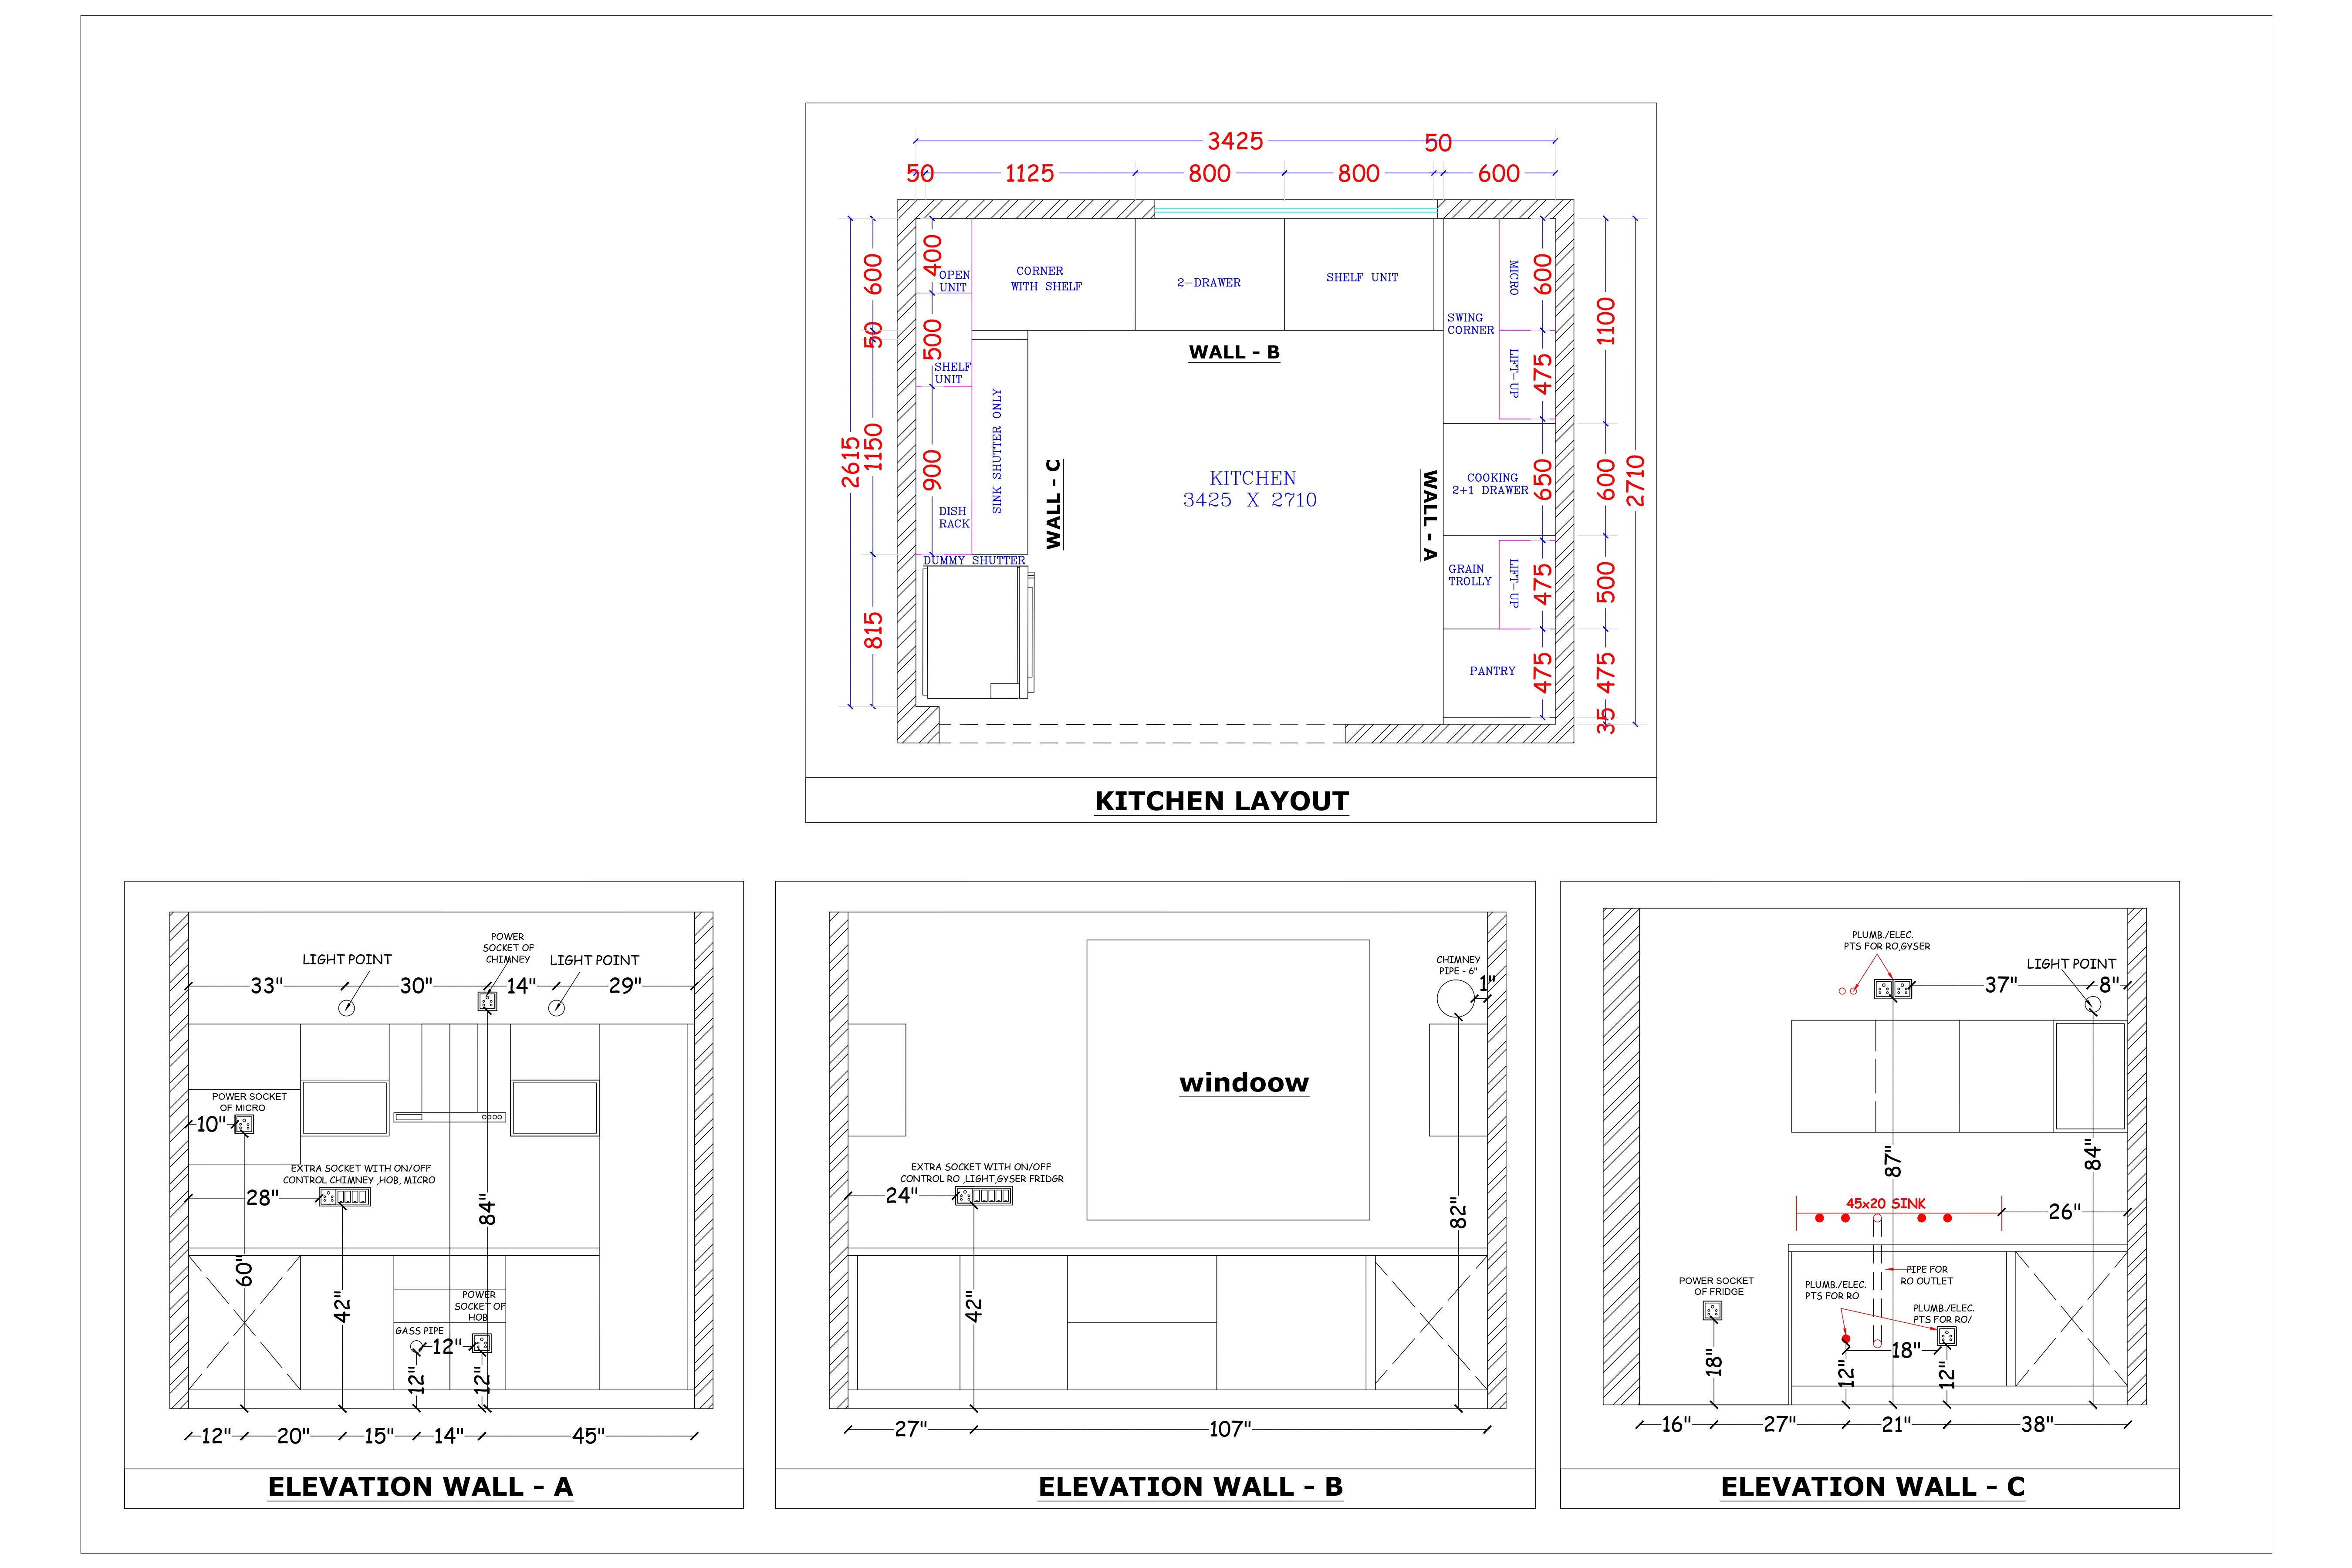 3425
50
50
1125
800
800
600
2615
600
50
1150
815
400
500
900
OPEN
UNIT
SHELF
UNIT
DISH
RACK
CORNER
WITH SHELF
2-DRAWER
SHELF UNIT
SINK SHUTTER ONLY
DUMMY SHUTTER
WALL - B
WALL - C
WALL - A
KITCHEN
3425 X 2710
SWING
CORNER
MICRO
LIFT-UP
COOKING
2+1 DRAWER
GRAIN
TROLLY
LIFT-UP
PANTRY
600
475
650
475
475
1100
600
500
475
35
2710
KITCHEN LAYOUT
POWER
SOCKET OF
CHIMNEY
LIGHT POINT
LIGHT POINT
33"
30"
14"
29"
POWER SOCKET
OF MICRO
10"
EXTRA SOCKET WITH ON/OFF
CONTROL CHIMNEY ,HOB, MICRO
28"
84"
60"
42"
POWER
SOCKET OF
HOB
GASS PIPE
12"
12"
12"
12"
20"
15"
14"
45"
ELEVATION WALL - A
CHIMNEY
PIPE - 6"
1"
windoow
EXTRA SOCKET WITH ON/OFF
CONTROL RO ,LIGHT,GYSER FRIDGR
24"
82"
42"
27"
107"
ELEVATION WALL - B
PLUMB./ELEC.
PTS FOR RO,GYSER
LIGHT POINT
37"
8"
87"
84"
45x20 SINK
26"
PIPE FOR
RO OUTLET
POWER SOCKET
OF FRIDGE
PLUMB./ELEC.
PTS FOR RO
PLUMB./ELEC.
PTS FOR RO/
18"
18"
12"
12"
16"
27"
21"
38"
ELEVATION WALL - C